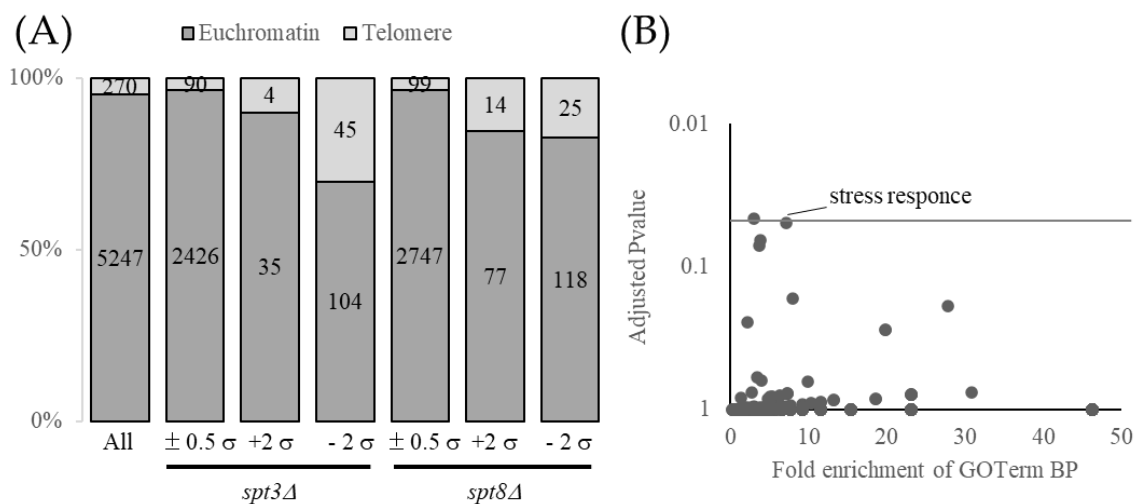 (A)
Euchromatin Telomere
100%
50%
0%
270 90 4 45 99 14 25
5247 2426 35 104 2747 77 118
All ± 0.5 σ +2 σ - 2 σ ± 0.5 σ +2 σ - 2 σ
spt3Δ spt8Δ
(B)
Adjusted Pvalue
0.01
0.1
1
stress responce
0 10 20 30 40 50
Fold enrichment of GOTerm BP